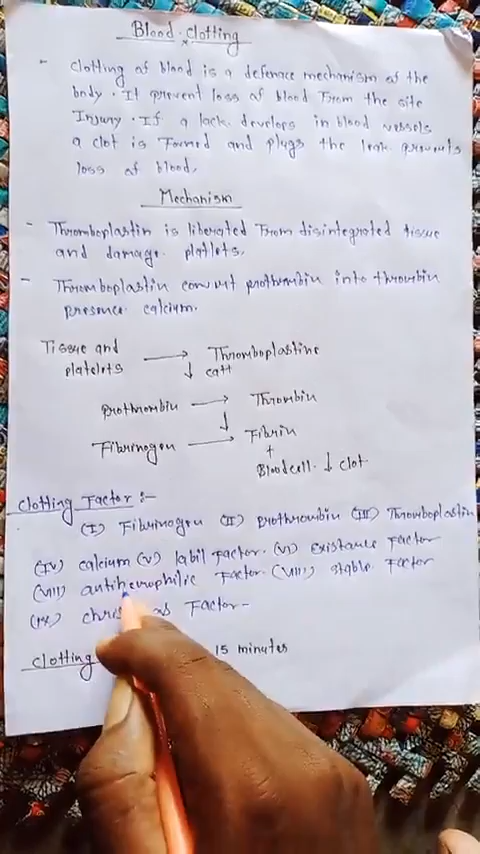 Blood clotting
- clotting of blood is a defence mechanism of the
body. It prevent loss of blood From the site
Injury. If a lack develops in blood vessels
a clot is Formed and plugs the leak prevents
loss of blood.
Mechanism
- Thromboplastin is liberated From disintegrated tissue
and damage. platlets.
- Thromboplastin convert prothrombin into thrombin
presence calcium.
Tissue and platelets → Thromboplastine
↓ ca++
prothrombin → Thrombin
↓
Fibrinogen → Fibrin
+
Bloodcell. ↓ clot
Clotting Factor:-
(I) Fibrinogen (II) prothrombin (III) Thromboplastin
(IV) calcium (V) labil Factor. (VI) existance Factor
(VIII) antihemophilic Factor. (VIII) stable Factor
(IX) Factor-
Clotting 15 minutes